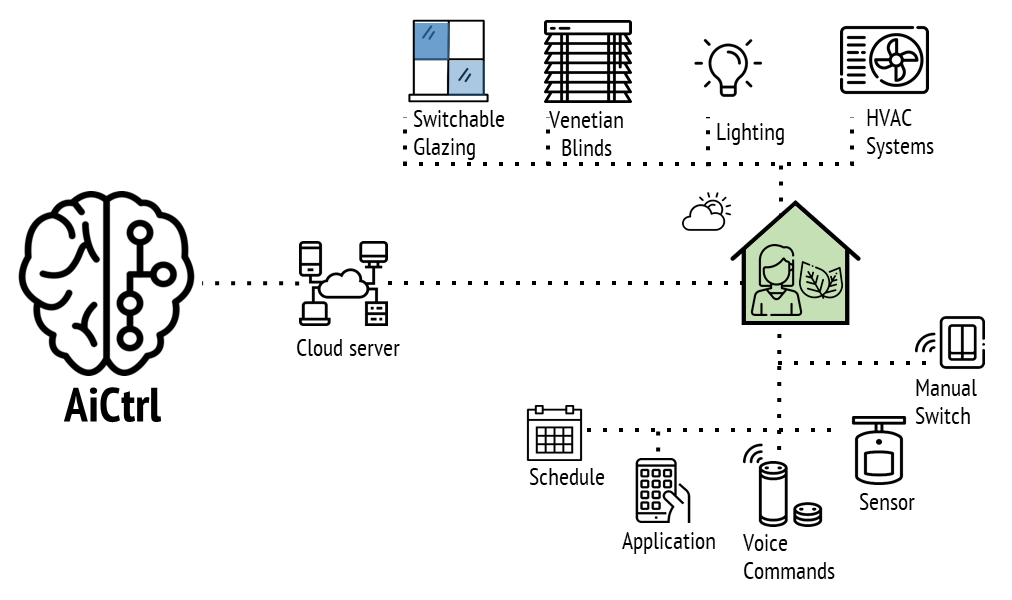 Switchable
Glazing
Venetian
Blinds
Lighting
HVAC
Systems
Cloud server
AiCtrl
Manual
Switch
Schedule
Sensor
Application
Voice
Commands